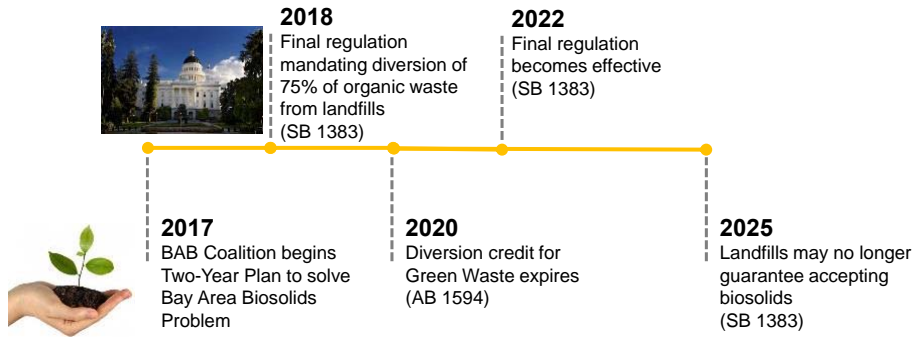 2018
Final regulation
mandating diversion of
75% of organic waste
from landfills
(SB 1383)
2022
Final regulation
becomes effective
(SB 1383)
2017
BAB Coalition begins
Two-Year Plan to solve
Bay Area Biosolids
Problem
2020
Diversion credit for
Green Waste expires
(AB 1594)
2025
Landfills may no longer
guarantee accepting
biosolids
(SB 1383)